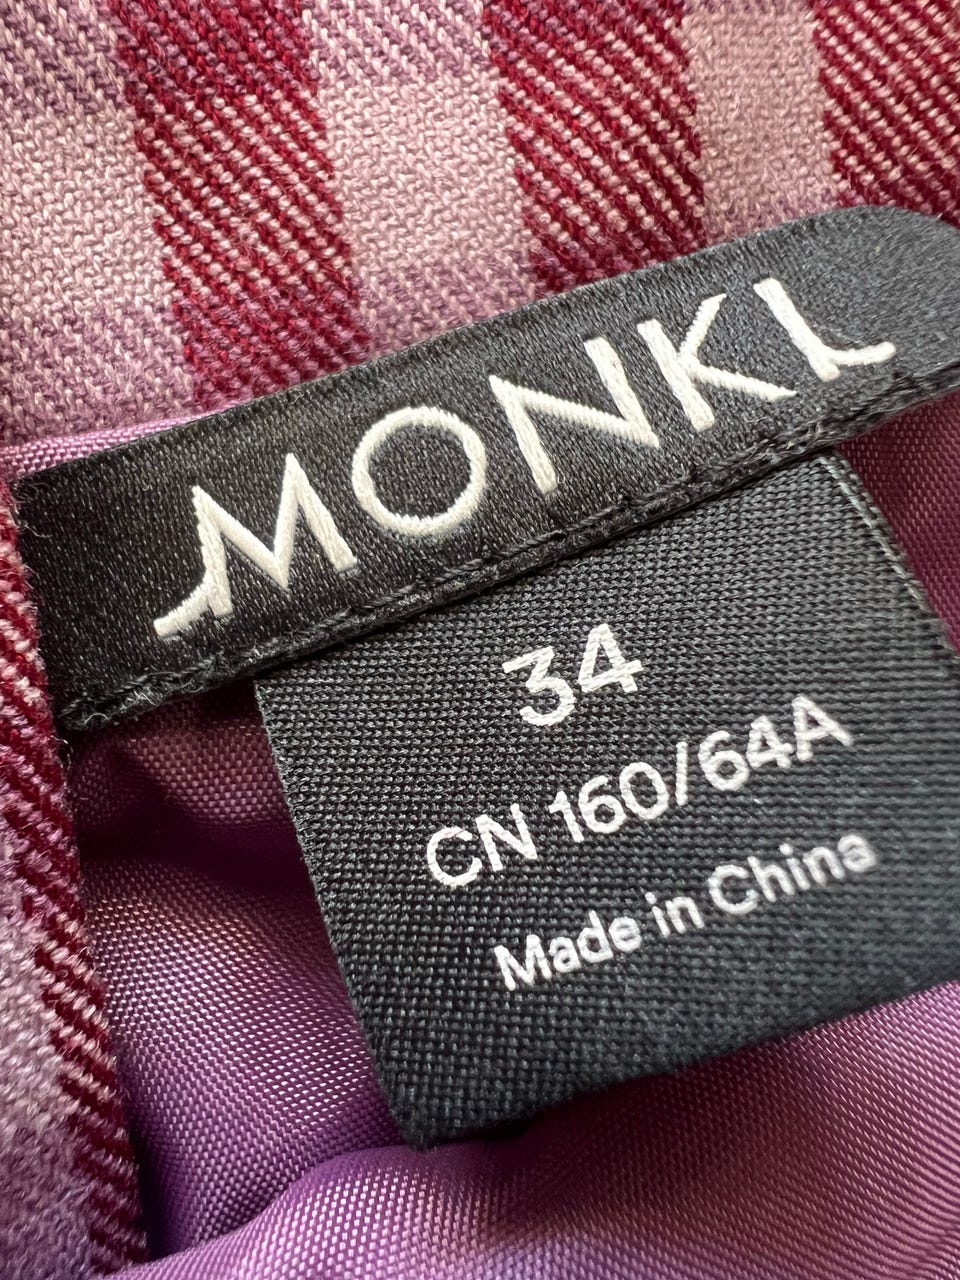 MONKI
34
CN 160/64A
Made in China